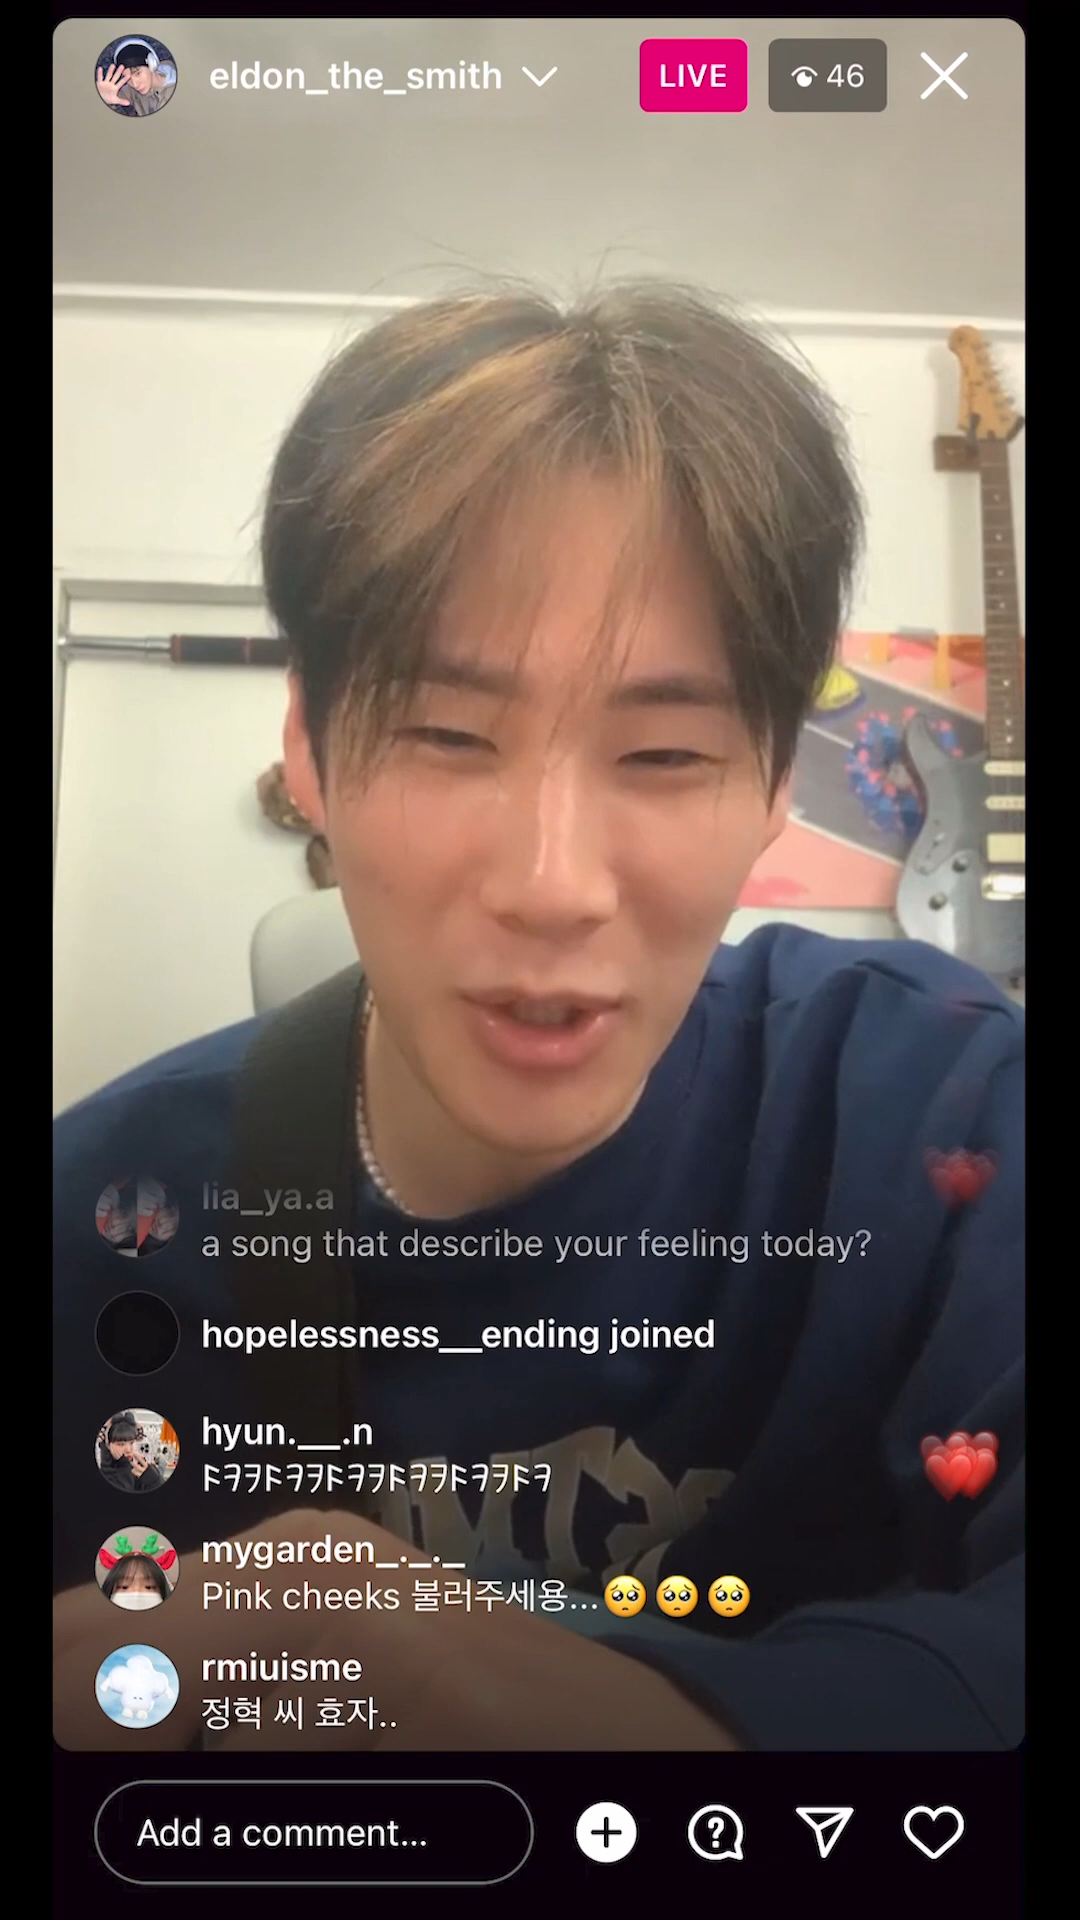 eldon_the_smith
LIVE
46
lia_ya.a
a song that describe your feeling today?
hopelessness__ending joined
hyun.__.n
ㅑㅋㅋㅑㅋㅋㅑㅋㅋㅑㅋㅋㅑㅋㅋㅑㅋ
mygarden_._._
Pink cheeks 불러주세용...🥺🥺🥺
rmiuisme
정혁 씨 효자..
Add a comment...